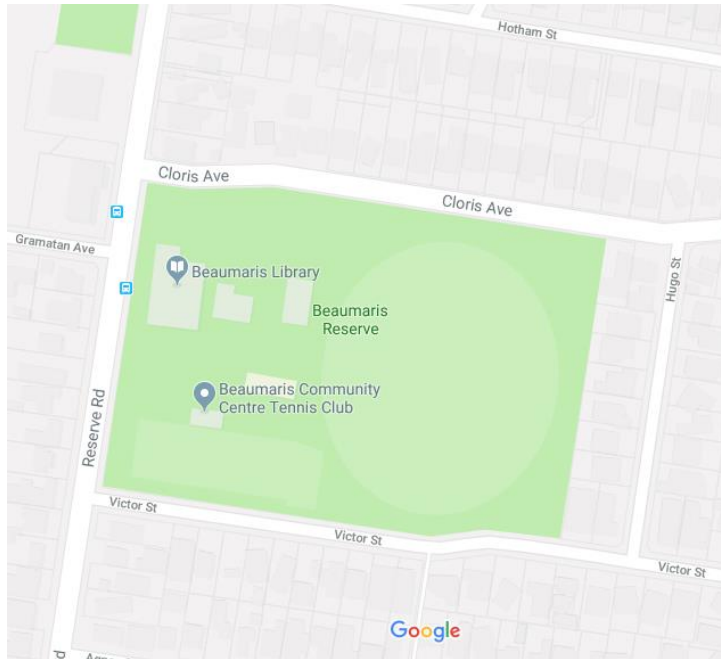 Hotham St
Cloris Ave
Cloris Ave
Gramatan Ave
Beaumaris Library
Hugo St
Beaumaris
Reserve
Beaumaris Community
Centre Tennis Club
Reserve Rd
Victor St
Victor St
Victor St
Google